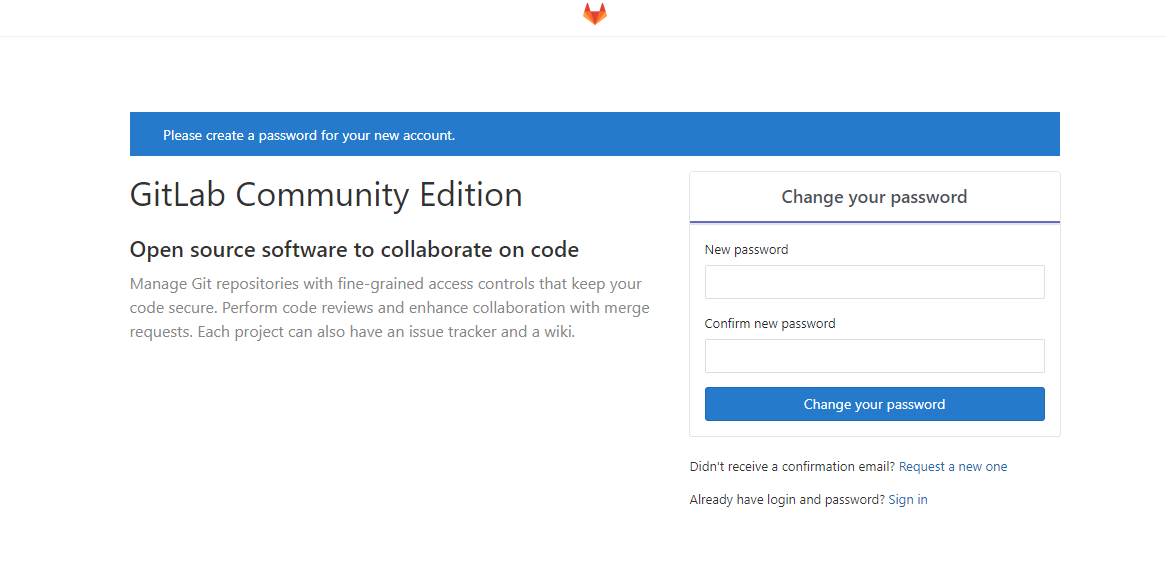 Please create a password for your new account.
GitLab Community Edition
Open source software to collaborate on code
Manage Git repositories with fine-grained access controls that keep your
code secure. Perform code reviews and enhance collaboration with merge
requests. Each project can also have an issue tracker and a wiki.
Change your password
New password
Confirm new password
Change your password
Didn't receive a confirmation email? Request a new one
Already have login and password? Sign in